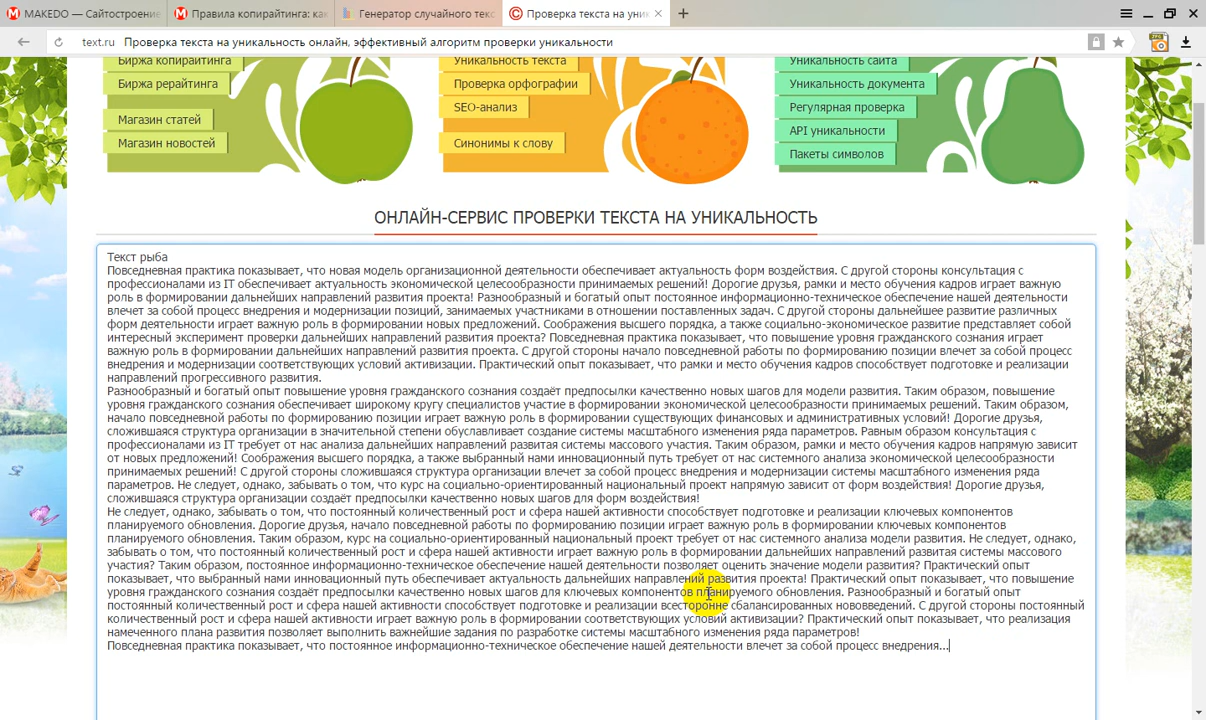 MAKEDO — Сайтостроение
Правила копирайтинга: как
Генератор случайного текс
Проверка текста на уник
text.ru Проверка текста на уникальность онлайн, эффективный алгоритм проверки уникальности
Биржа копирайтинга
Биржа рерайтинга
Магазин статей
Магазин новостей
Уникальность текста
Проверка орфографии
SEO-анализ
Синонимы к слову
Уникальность сайта
Уникальность документа
Регулярная проверка
API уникальности
Пакеты символов
ОНЛАЙН-СЕРВИС ПРОВЕРКИ ТЕКСТА НА УНИКАЛЬНОСТЬ
Текст рыба
Повседневная практика показывает, что новая модель организационной деятельности обеспечивает актуальность форм воздействия. С другой стороны консультация с
профессионалами из IT обеспечивает актуальность экономической целесообразности принимаемых решений! Дорогие друзья, рамки и место обучения кадров играет важную
роль в формировании дальнейших направлений развития проекта! Разнообразный и богатый опыт постоянное информационно-техническое обеспечение нашей деятельности
влечет за собой процесс внедрения и модернизации позиций, занимаемых участниками в отношении поставленных задач. С другой стороны дальнейшее развитие различных
форм деятельности играет важную роль в формировании новых предложений. Соображения высшего порядка, а также социально-экономическое развитие представляет собой
интересный эксперимент проверки дальнейших направлений развития проекта? Повседневная практика показывает, что повышение уровня гражданского сознания играет
важную роль в формировании дальнейших направлений развития проекта. С другой стороны начало повседневной работы по формированию позиции влечет за собой процесс
внедрения и модернизации соответствующих условий активизации. Практический опыт показывает, что рамки и место обучения кадров способствует подготовке и реализации
направлений прогрессивного развития.
Разнообразный и богатый опыт повышение уровня гражданского сознания создаёт предпосылки качественно новых шагов для модели развития. Таким образом, повышение
уровня гражданского сознания обеспечивает широкому кругу специалистов участие в формировании экономической целесообразности принимаемых решений. Таким образом,
начало повседневной работы по формированию позиции играет важную роль в формировании существующих финансовых и административных условий! Дорогие друзья,
сложившаяся структура организации в значительной степени обуславливает создание системы масштабного изменения ряда параметров. Равным образом консультация с
профессионалами из IT требует от нас анализа дальнейших направлений развитая системы массового участия. Таким образом, рамки и место обучения кадров напрямую зависит
от новых предложений! Соображения высшего порядка, а также выбранный нами инновационный путь требует от нас системного анализа экономической целесообразности
принимаемых решений! С другой стороны сложившаяся структура организации влечет за собой процесс внедрения и модернизации системы масштабного изменения ряда
параметров. Не следует, однако, забывать о том, что курс на социально-ориентированный национальный проект напрямую зависит от форм воздействия! Дорогие друзья,
сложившаяся структура организации создаёт предпосылки качественно новых шагов для форм воздействия!
Не следует, однако, забывать о том, что постоянный количественный рост и сфера нашей активности способствует подготовке и реализации ключевых компонентов
планируемого обновления. Дорогие друзья, начало повседневной работы по формированию позиции играет важную роль в формировании ключевых компонентов
планируемого обновления. Таким образом, курс на социально-ориентированный национальный проект требует от нас системного анализа модели развития. Не следует, однако,
забывать о том, что постоянный количественный рост и сфера нашей активности играет важную роль в формировании дальнейших направлений развитая системы массового
участия? Таким образом, постоянное информационно-техническое обеспечение нашей деятельности позволяет оценить значение модели развития? Практический опыт
показывает, что выбранный нами инновационный путь обеспечивает актуальность дальнейших направлений развития проекта! Практический опыт показывает, что повышение
уровня гражданского сознания создаёт предпосылки качественно новых шагов для ключевых компонентов планируемого обновления. Разнообразный и богатый опыт
постоянный количественный рост и сфера нашей активности способствует подготовке и реализации всесторонне сбалансированных нововведений. С другой стороны постоянный
количественный рост и сфера нашей активности играет важную роль в формировании соответствующих условий активизации? Практический опыт показывает, что реализация
намеченного плана развития позволяет выполнить важнейшие задания по разработке системы масштабного изменения ряда параметров!
Повседневная практика показывает, что постоянное информационно-техническое обеспечение нашей деятельности влечет за собой процесс внедрения...